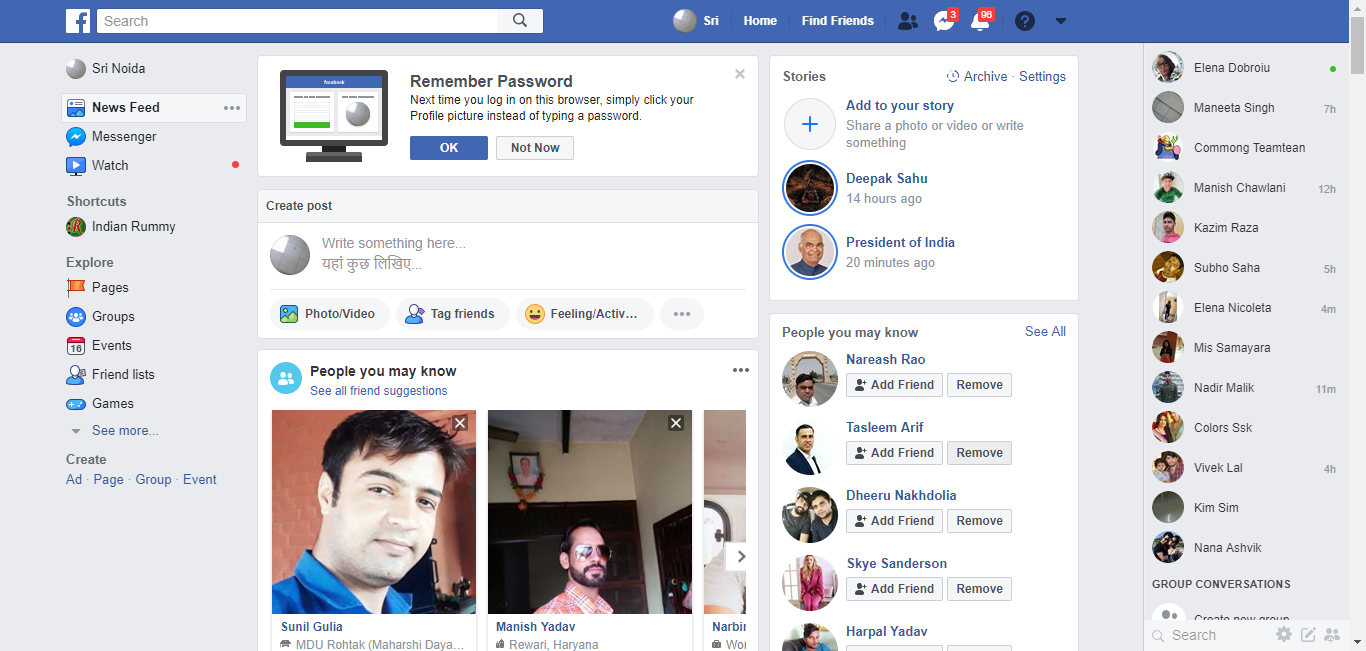 Search
Sri
Home
Find Friends
3
96
Sri Noida
News Feed
Messenger
Watch
Shortcuts
Indian Rummy
Explore
Pages
Groups
16
Events
Friend lists
Games
See more...
Create
Ad · Page · Group · Event
facebook
Remember Password
Next time you log in on this browser, simply click your
Profile picture instead of typing a password.
OK
Not Now
Create post
Write something here...
यहां कुछ लिखिए...
Photo/Video
Tag friends
Feeling/Activ...
People you may know
See all friend suggestions
Sunil Gulia
MDU Rohtak (Maharshi Daya...
Manish Yadav
Rewari, Haryana
Narbir
Wor
Stories
Archive · Settings
Add to your story
Share a photo or video or write
something
Deepak Sahu
14 hours ago
President of India
20 minutes ago
People you may know
See All
Nareash Rao
Add Friend
Remove
Tasleem Arif
Add Friend
Remove
Dheeru Nakhdolia
Add Friend
Remove
Skye Sanderson
Add Friend
Remove
Harpal Yadav
Elena Dobroiu
Maneeta Singh 7h
Commong Teamtean
Manish Chawlani 12h
Kazim Raza
Subho Saha 5h
Elena Nicoleta 4m
Mis Samayara
Nadir Malik 11m
Colors Ssk
Vivek Lal 4h
Kim Sim
Nana Ashvik
GROUP CONVERSATIONS
Create new group
Search